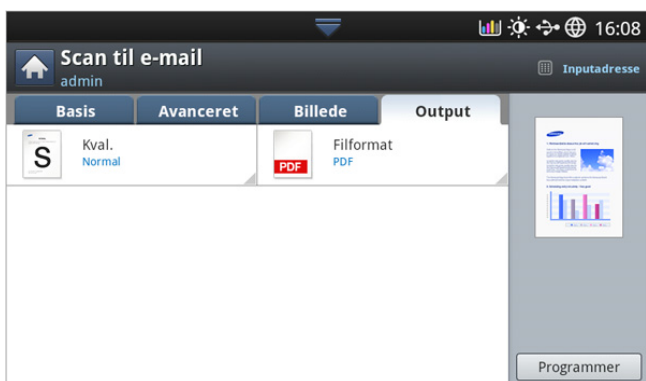 16:08
Scan til e-mail
admin
Inputadresse
Basis
Avanceret
Billede
Output
S
Kval.
Normal
PDF
Filformat
PDF
Programmer